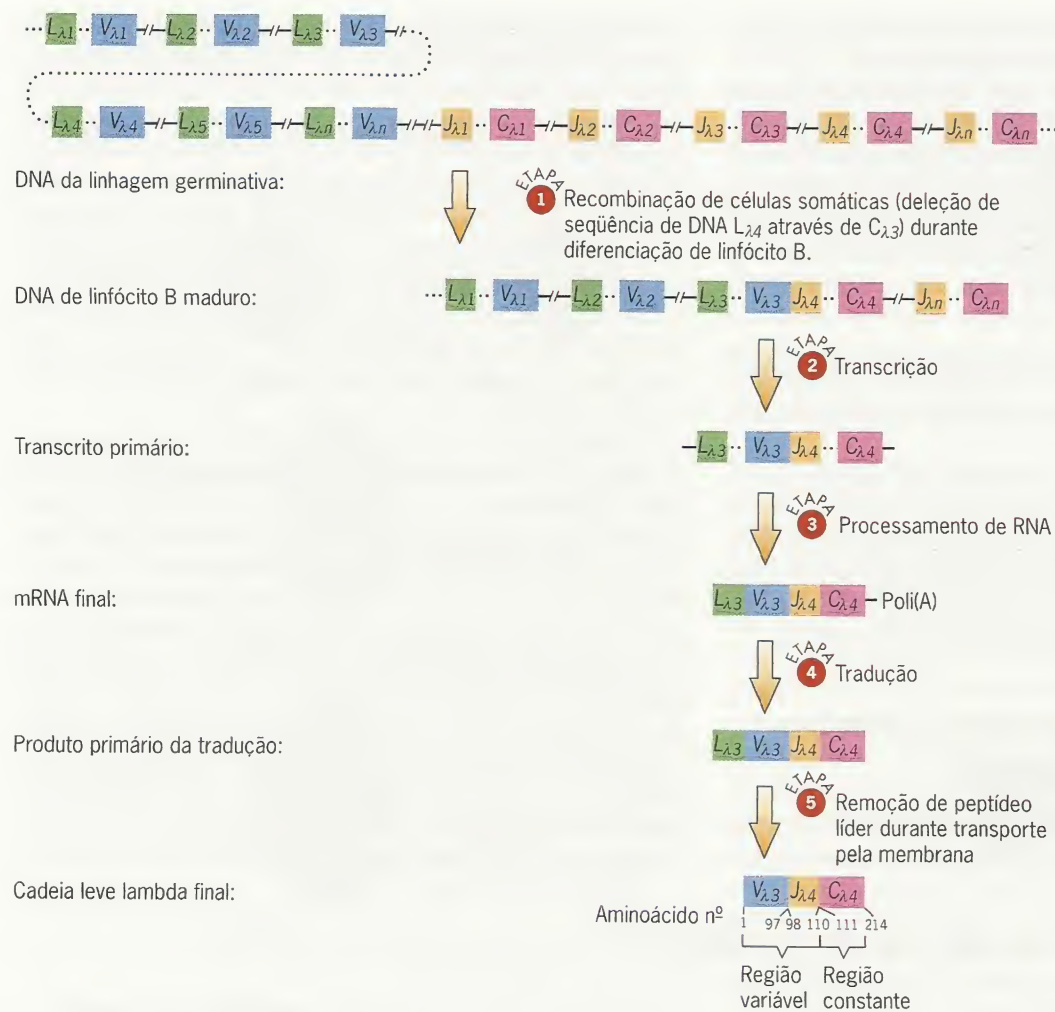 Lλ1 Vλ1 Lλ2 Vλ2 Lλ3 Vλ3
Lλ4 Vλ4 Lλ5 Vλ5 Lλn Vλn Jλ1 Cλ1 Jλ2 Cλ2 Jλ3 Cλ3 Jλ4 Cλ4 Jλn Cλn
DNA da linhagem germinativa:
ETAPA
1 Recombinação de células somáticas (deleção de
seqüência de DNA Lλ4 através de Cλ3) durante
diferenciação de linfócito B.
DNA de linfócito B maduro:
Lλ1 Vλ1 Lλ2 Vλ2 Lλ3 Vλ3 Jλ4 Cλ4 Jλn Cλn
ETAPA
2 Transcrição
Transcrito primário:
Lλ3 Vλ3 Jλ4 Cλ4
ETAPA
3 Processamento de RNA
mRNA final:
Lλ3 Vλ3 Jλ4 Cλ4 Poli(A)
ETAPA
4 Tradução
Produto primário da tradução:
Lλ3 Vλ3 Jλ4 Cλ4
ETAPA
5 Remoção de peptídeo
líder durante transporte
pela membrana
Cadeia leve lambda final:
Vλ3 Jλ4 Cλ4
Aminoácido nº 1 97 98 110 111 214
Região variável
Região constante